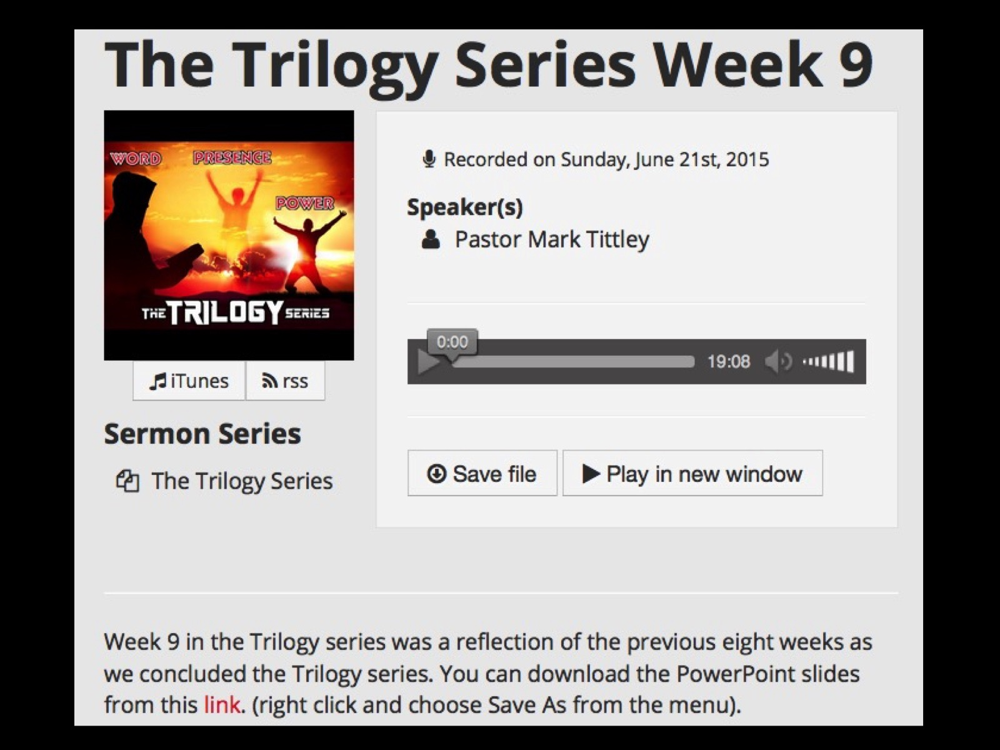 The Trilogy Series Week 9
WORD
PRESENCE
POWER
THE TRILOGY SERIES
iTunes
rss
Sermon Series
The Trilogy Series
Recorded on Sunday, June 21st, 2015
Speaker(s)
Pastor Mark Tittley
0:00
19:08
Save file
Play in new window
Week 9 in the Trilogy series was a reflection of the previous eight weeks as
we concluded the Trilogy series. You can download the PowerPoint slides
from this link. (right click and choose Save As from the menu).